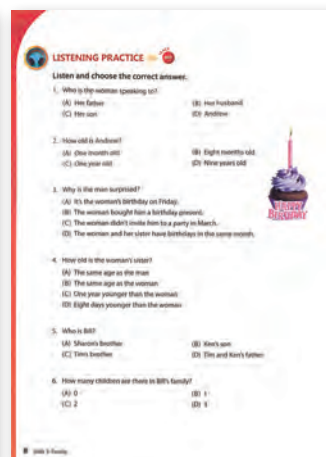 LISTENING PRACTICE
Listen and choose the correct answer.
1. Who is the woman speaking to?
(A) Her father (B) Her husband
(C) Her son (D) Andrew
2. How old is Andrew?
(A) One month old (B) Eight months old
(C) One year old (D) Nine years old
3. Why is the man surprised?
(A) It's the woman's birthday on Friday.
(B) The woman bought him a birthday present.
(C) The woman didn't invite him to a party in March.
(D) The woman and her sister have birthdays in the same month.
HAPPY
BIRTHDAY
4. How old is the woman's sister?
(A) The same age as the man
(B) The same age as the woman
(C) One year younger than the woman
(D) Eight days younger than the woman
5. Who is Bill?
(A) Sharon's brother (B) Ken's son
(C) Tim's brother (D) Tim and Ken's father
6. How many children are there in Bill's family?
(A) 0 (B) 1
(C) 2 (D) 3
8 Family